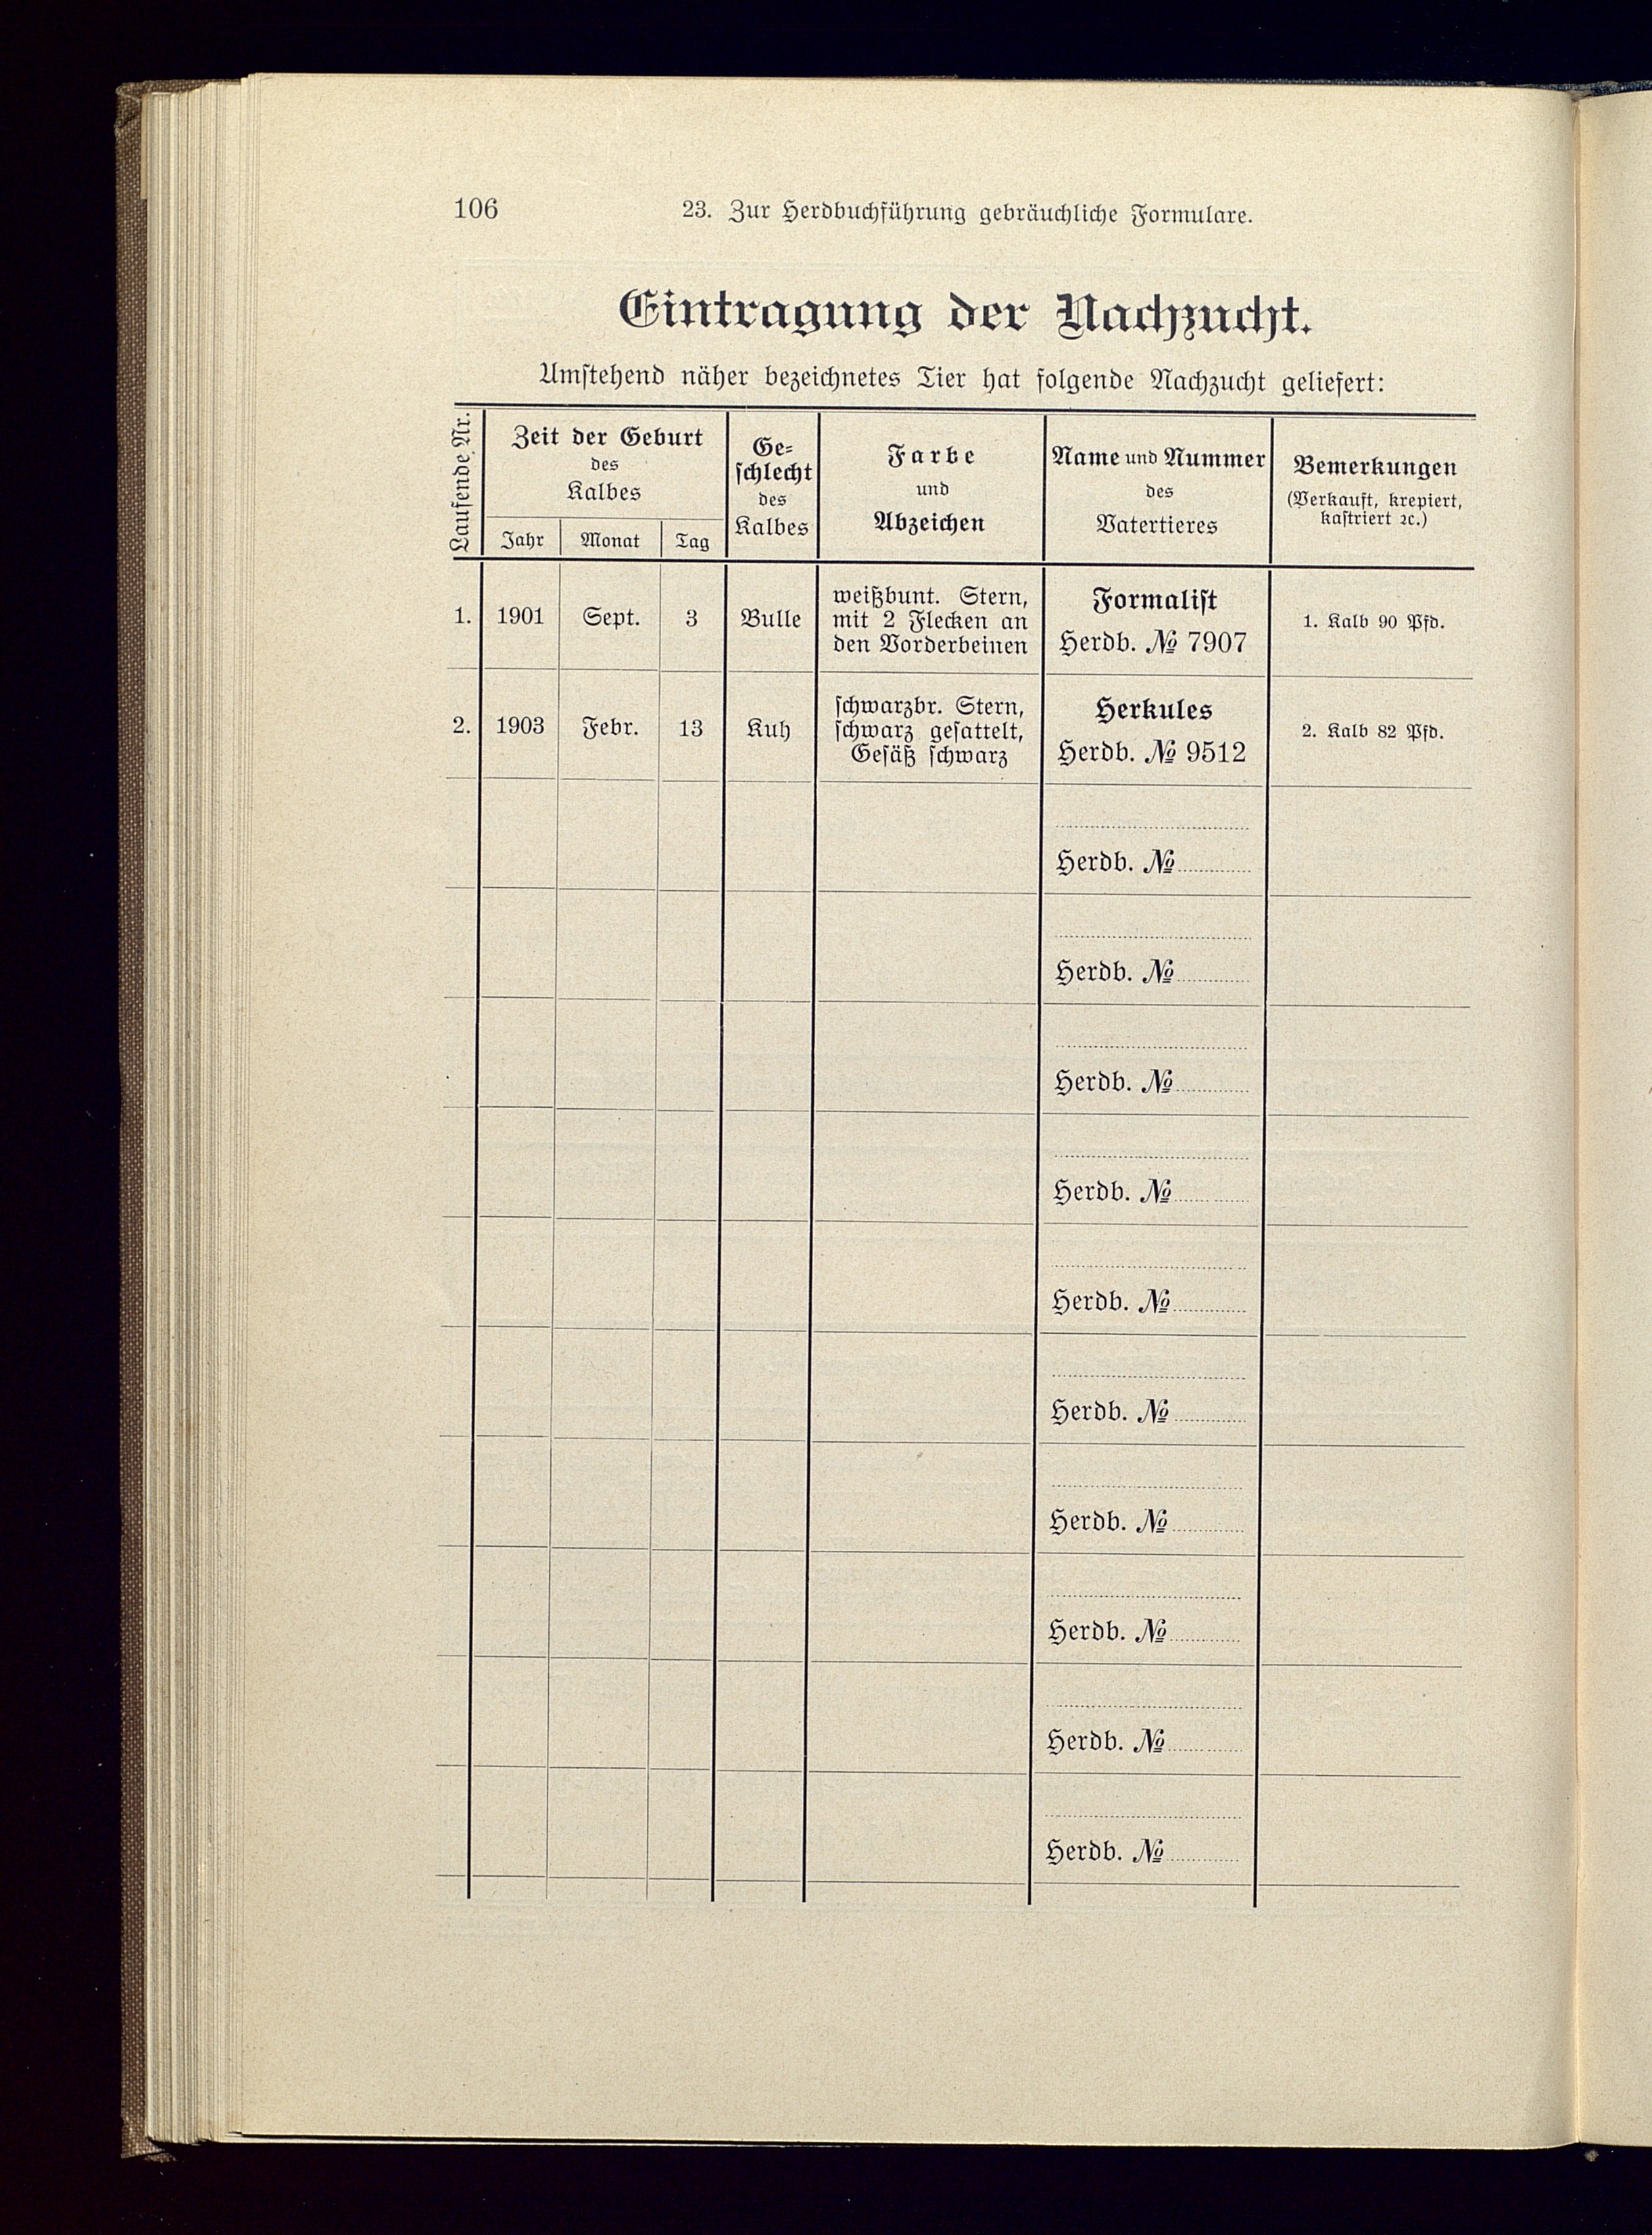 106
23. Zur Herdbuchführung gebräuchliche Formulare.
Eintragung der Nachzucht.
Umstehend näher bezeichnetes Tier hat folgende Nachzucht geliefert:
Laufende Nr.
Zeit der Geburt
des
Kalbes
Jahr Monat Tag
Ge=
schlecht
des
Kalbes
Farbe
und
Abzeichen
Name und Nummer
des
Vatertieres
Bemerkungen
(Verkauft, krepiert,
kastriert ꝛc.)
1. 1901 Sept. 3 Bulle
weißbunt. Stern,
mit 2 Flecken an
den Vorderbeinen
Formalist
Herdb. № 7907
1. Kalb 90 Pfd.
2. 1903 Febr. 13 Kuh
schwarzbr. Stern,
schwarz gesattelt,
Gesäß schwarz
Herkules
Herdb. № 9512
2. Kalb 82 Pfd.
Herdb. №
Herdb. №
Herdb. №
Herdb. №
Herdb. №
Herdb. №
Herdb. №
Herdb. №
Herdb. №
Herdb. №